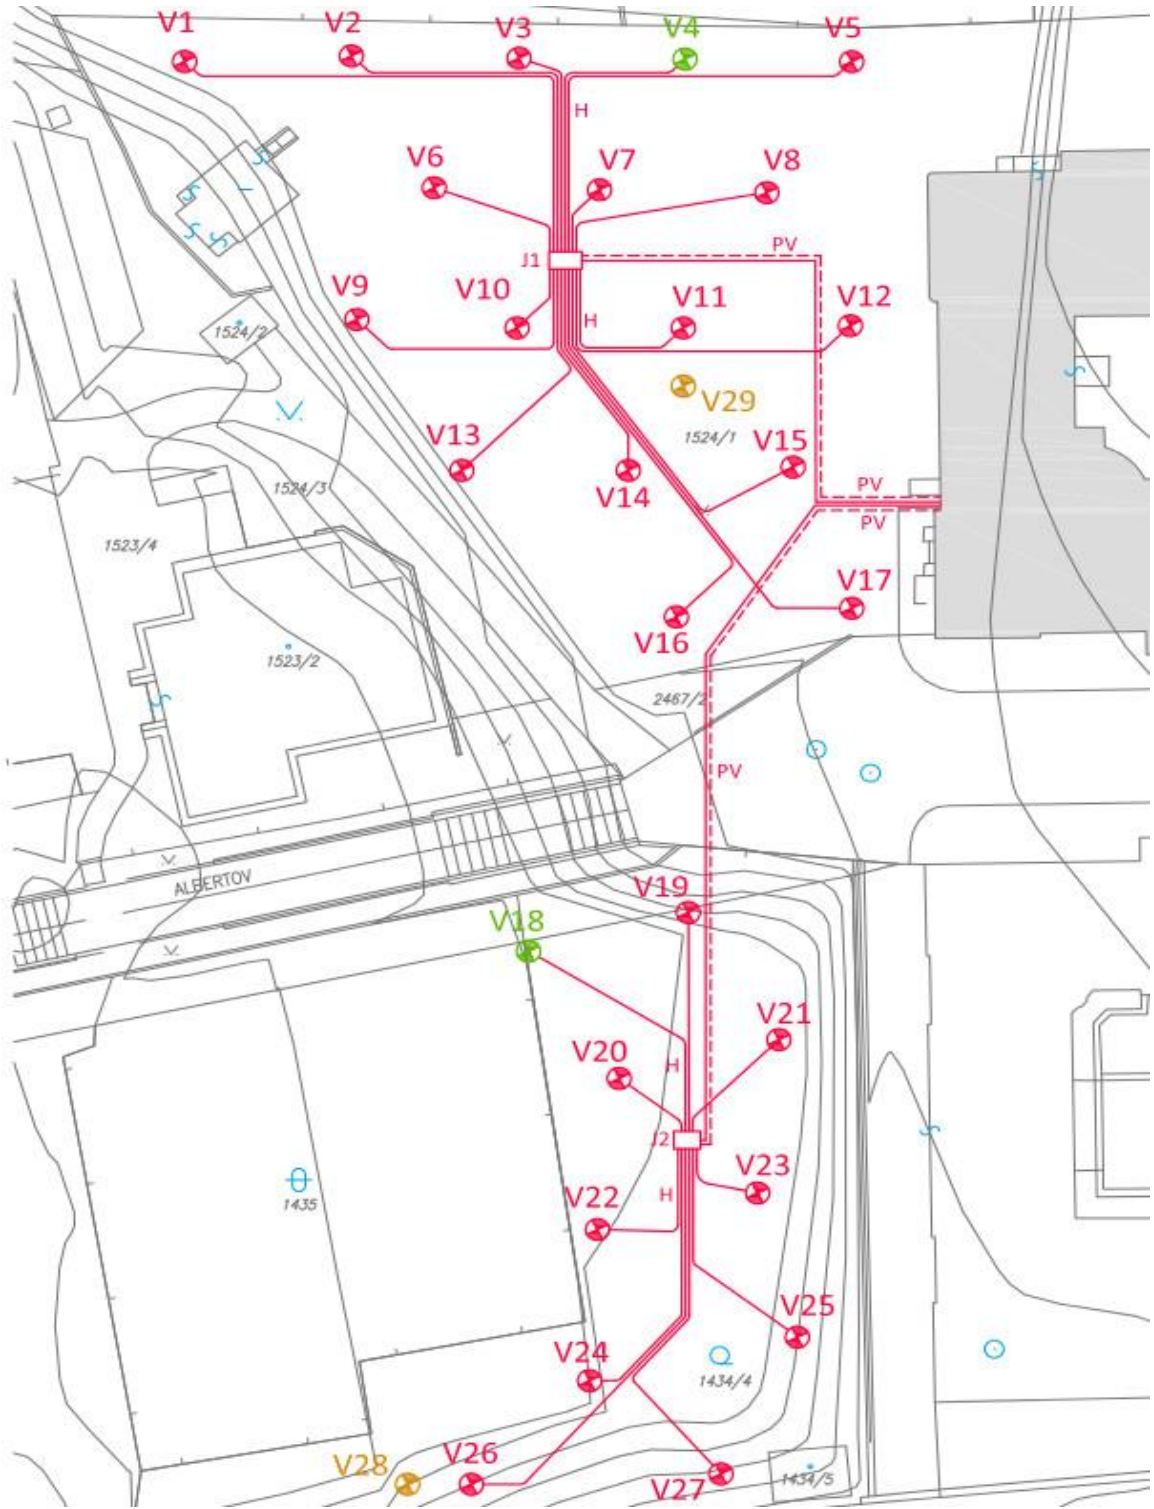 V1 V2 V3 V4 V5
H
V6 V7 V8
PV
J1
V9 V10 V11 V12
H
1524/2
V29
1524/1
V13 V15
V14
1524/3
PV
PV
1523/4
V17
V16
1523/2
2467/2
PV
ALBERTOV
V19
V18
V21
V20
H
J2
V23
H
V22
1435
V25
V24
1434/4
V28 V26 V27
1434/5